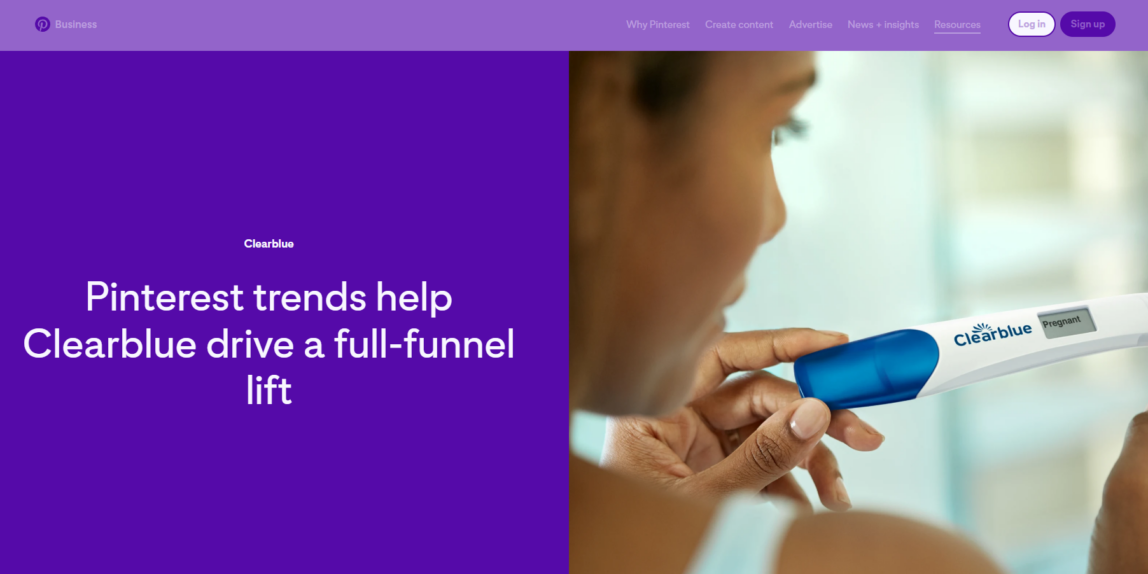 Business
Why Pinterest Create content Advertise News + insights Resources Log in Sign up
Clearblue
Pinterest trends help
Clearblue drive a full-funnel
lift
Clearblue
Pregnant